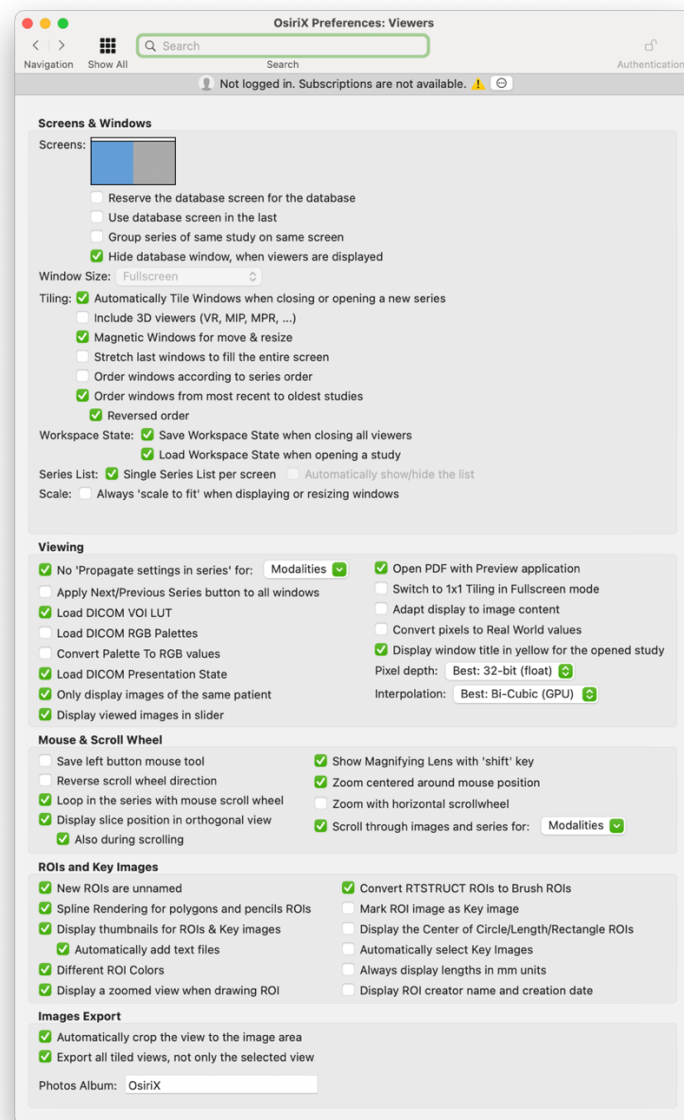 OsiriX Preferences: Viewers
Search
Navigation Show All Search Authentication
Not logged in. Subscriptions are not available.
Screens & Windows
Screens:
Reserve the database screen for the database
Use database screen in the last
Group series of same study on same screen
Hide database window, when viewers are displayed
Window Size: Fullscreen
Tiling: Automatically Tile Windows when closing or opening a new series
Include 3D viewers (VR, MIP, MPR, ...)
Magnetic Windows for move & resize
Stretch last windows to fill the entire screen
Order windows according to series order
Order windows from most recent to oldest studies
Reversed order
Workspace State: Save Workspace State when closing all viewers
Load Workspace State when opening a study
Series List: Single Series List per screen Automatically show/hide the list
Scale: Always 'scale to fit' when displaying or resizing windows
Viewing
No 'Propagate settings in series' for: Modalities
Apply Next/Previous Series button to all windows
Load DICOM VOI LUT
Load DICOM RGB Palettes
Convert Palette To RGB values
Load DICOM Presentation State
Only display images of the same patient
Display viewed images in slider
Open PDF with Preview application
Switch to 1x1 Tiling in Fullscreen mode
Adapt display to image content
Convert pixels to Real World values
Display window title in yellow for the opened study
Pixel depth: Best: 32-bit (float)
Interpolation: Best: Bi-Cubic (GPU)
Mouse & Scroll Wheel
Save left button mouse tool
Reverse scroll wheel direction
Loop in the series with mouse scroll wheel
Display slice position in orthogonal view
Also during scrolling
Show Magnifying Lens with 'shift' key
Zoom centered around mouse position
Zoom with horizontal scrollwheel
Scroll through images and series for: Modalities
ROIs and Key Images
New ROIs are unnamed
Spline Rendering for polygons and pencils ROIs
Display thumbnails for ROIs & Key images
Automatically add text files
Different ROI Colors
Display a zoomed view when drawing ROI
Convert RTSTRUCT ROIs to Brush ROIs
Mark ROI image as Key image
Display the Center of Circle/Length/Rectangle ROIs
Automatically select Key Images
Always display lengths in mm units
Display ROI creator name and creation date
Images Export
Automatically crop the view to the image area
Export all tiled views, not only the selected view
Photos Album: OsiriX